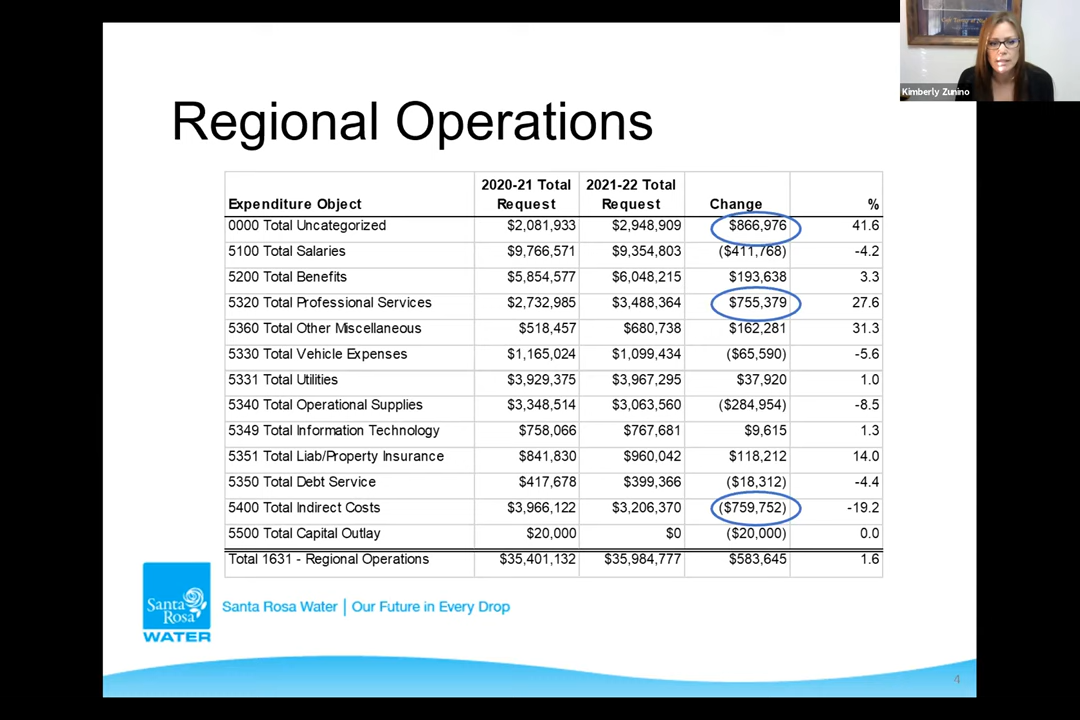 Kimberly Zunino
Regional Operations
2020-21 Total 2021-22 Total
Expenditure Object Request Request Change %
0000 Total Uncategorized $2,081,933 $2,948,909 $866,976 41.6
5100 Total Salaries $9,766,571 $9,354,803 ($411,768) -4.2
5200 Total Benefits $5,854,577 $6,048,215 $193,638 3.3
5320 Total Professional Services $2,732,985 $3,488,364 $755,379 27.6
5360 Total Other Miscellaneous $518,457 $680,738 $162,281 31.3
5330 Total Vehicle Expenses $1,165,024 $1,099,434 ($65,590) -5.6
5331 Total Utilities $3,929,375 $3,967,295 $37,920 1.0
5340 Total Operational Supplies $3,348,514 $3,063,560 ($284,954) -8.5
5349 Total Information Technology $758,066 $767,681 $9,615 1.3
5351 Total Liab/Property Insurance $841,830 $960,042 $118,212 14.0
5350 Total Debt Service $417,678 $399,366 ($18,312) -4.4
5400 Total Indirect Costs $3,966,122 $3,206,370 ($759,752) -19.2
5500 Total Capital Outlay $20,000 $0 ($20,000) 0.0
Total 1631 - Regional Operations $35,401,132 $35,984,777 $583,645 1.6
Santa
Rosa
WATER
Santa Rosa Water | Our Future in Every Drop
4